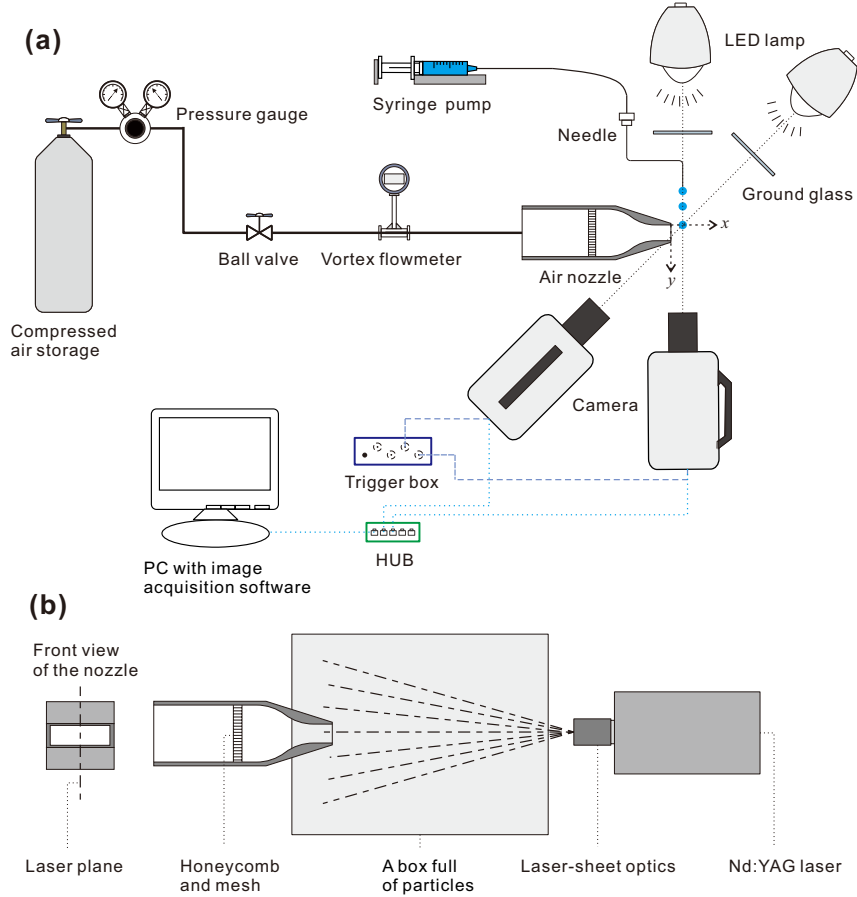 (a)
LED lamp
Syringe pump
Pressure gauge
Needle
Ground glass
x
Ball valve
Vortex flowmeter
Air nozzle
y
Compressed
air storage
Camera
Trigger box
HUB
PC with image
acquisition software
(b)
Front view
of the nozzle
Laser plane
Honeycomb
and mesh
A box full
of particles
Laser-sheet optics
Nd:YAG laser